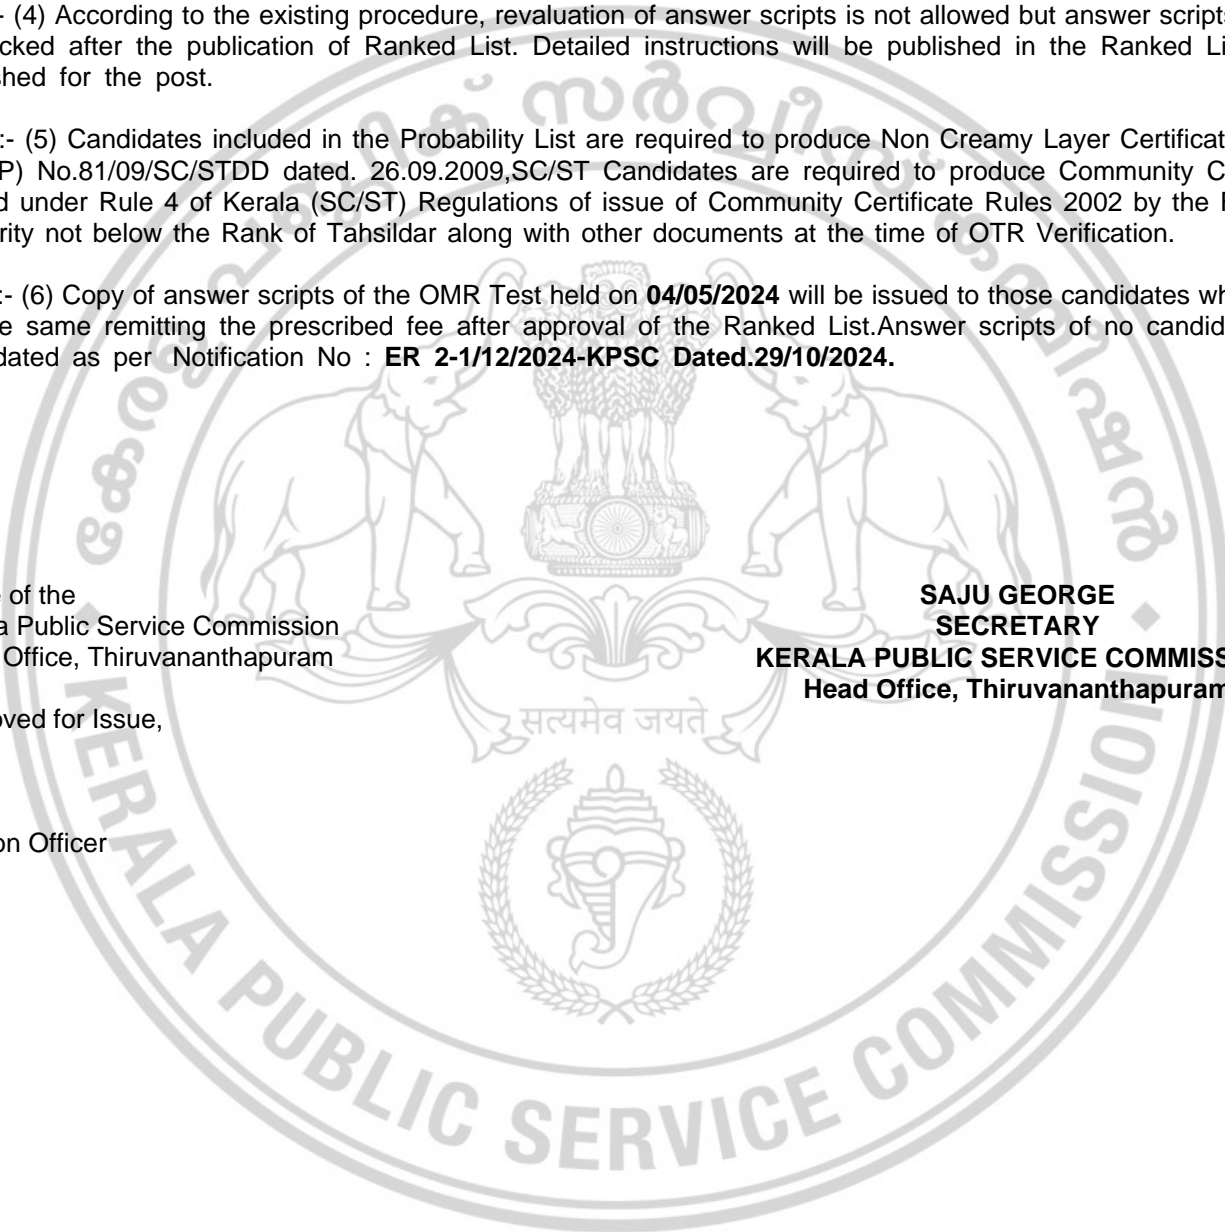 - (4) According to the existing procedure, revaluation of answer scripts is not allowed but answer scripts
cked after the publication of Ranked List. Detailed instructions will be published in the Ranked Li
shed for the post.
:- (5) Candidates included in the Probability List are required to produce Non Creamy Layer Certificat
P) No.81/09/SC/STDD dated. 26.09.2009,SC/ST Candidates are required to produce Community C
d under Rule 4 of Kerala (SC/ST) Regulations of issue of Community Certificate Rules 2002 by the
rity not below the Rank of Tahsildar along with other documents at the time of OTR Verification.
:- (6) Copy of answer scripts of the OMR Test held on 04/05/2024 will be issued to those candidates wh
e same remitting the prescribed fee after approval of the Ranked List.Answer scripts of no candid
dated as per Notification No : ER 2-1/12/2024-KPSC Dated.29/10/2024.
e of the
a Public Service Commission
Office, Thiruvananthapuram
SAJU GEORGE
SECRETARY
KERALA PUBLIC SERVICE COMMISS
Head Office, Thiruvananthapuram
oved for Issue,
on Officer
കേരള പബ്ലിക് സർവീസ് കമ്മീഷൻ
सत्यमेव जयते
KERALA PUBLIC SERVICE COMMISSION